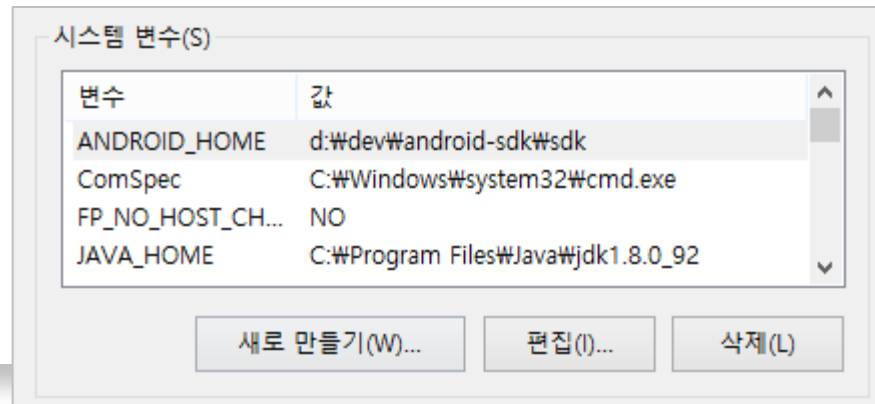 시스템 변수(S)
변수 값
ANDROID_HOME d:₩dev₩android-sdk₩sdk
ComSpec C:₩Windows₩system32₩cmd.exe
FP_NO_HOST_CH... NO
JAVA_HOME C:₩Program Files₩Java₩jdk1.8.0_92
새로 만들기(W)... 편집(I)... 삭제(L)